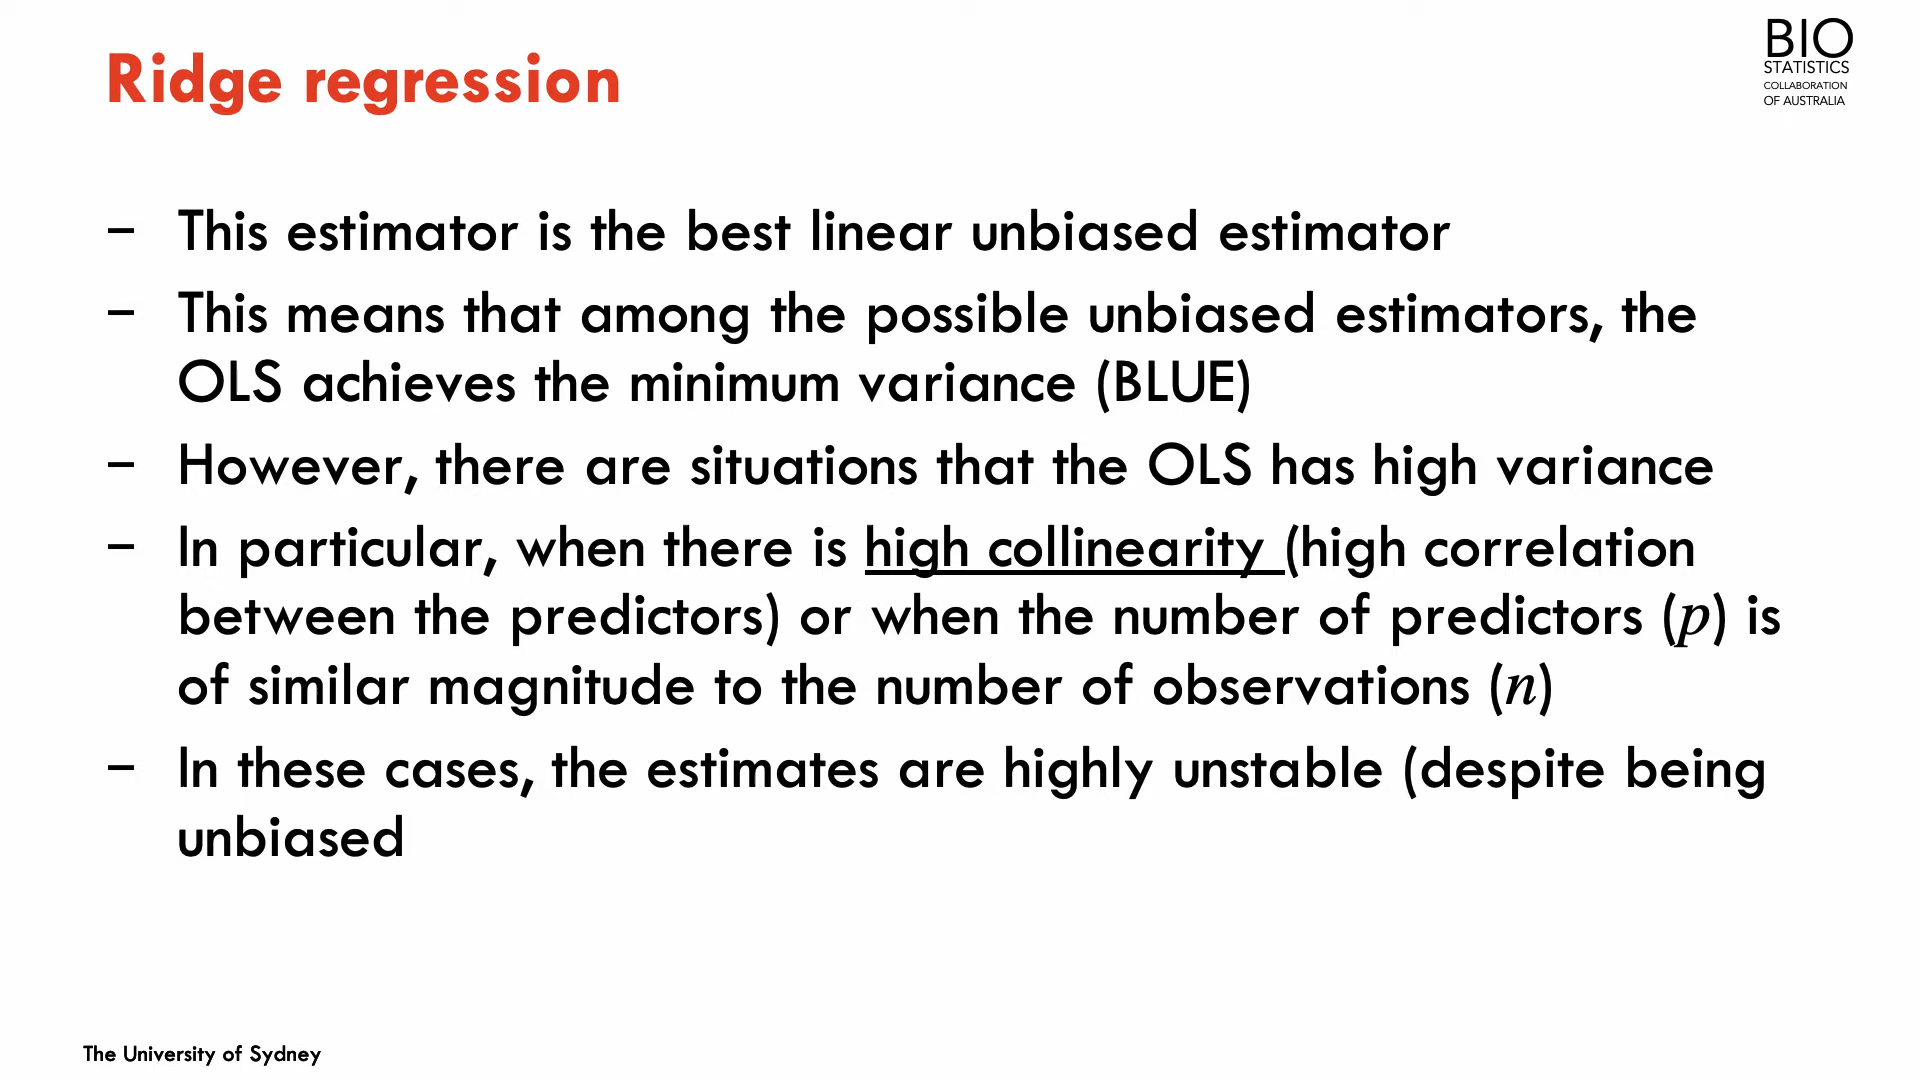 Ridge regression
BIO
STATISTICS
COLLABORATION
OF AUSTRALIA
– This estimator is the best linear unbiased estimator
– This means that among the possible unbiased estimators, the
OLS achieves the minimum variance (BLUE)
– However, there are situations that the OLS has high variance
– In particular, when there is high collinearity (high correlation
between the predictors) or when the number of predictors (p) is
of similar magnitude to the number of observations (n)
– In these cases, the estimates are highly unstable (despite being
unbiased
The University of Sydney